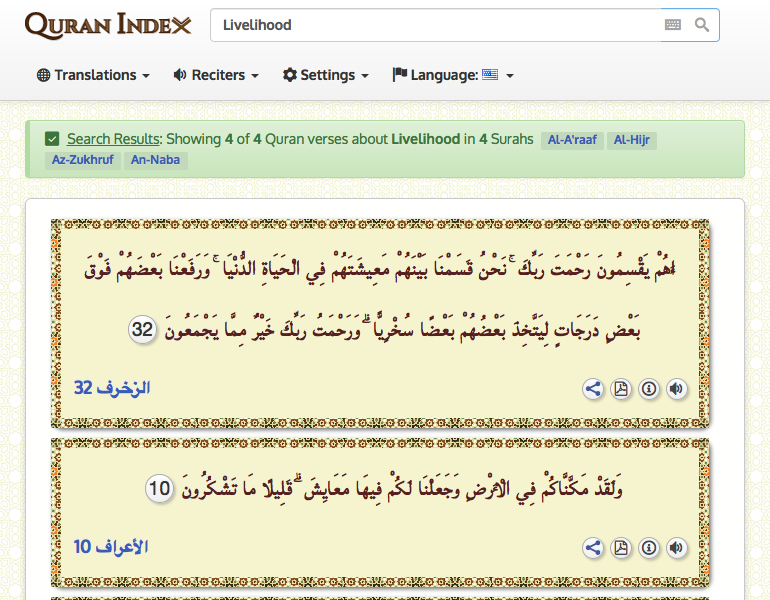 QURAN INDEX
Livelihood
Translations
Reciters
Settings
Language:
Search Results: Showing 4 of 4 Quran verses about Livelihood in 4 Surahs Al-A'raaf Al-Hijr
Az-Zukhruf An-Naba
أَهُمْ يَقْسِمُونَ رَحْمَتَ رَبِّكَ ۚ نَحْنُ قَسَمْنَا بَيْنَهُمْ مَعِيشَتَهُمْ فِي الْحَيَاةِ الدُّنْيَا ۚ وَرَفَعْنَا بَعْضَهُمْ فَوْقَ
بَعْضٍ دَرَجَاتٍ لِيَتَّخِذَ بَعْضُهُمْ بَعْضًا سُخْرِيًّا ۗ وَرَحْمَتُ رَبِّكَ خَيْرٌ مِمَّا يَجْمَعُونَ 32
الزخرف 32
وَلَقَدْ مَكَّنَّاكُمْ فِي الْأَرْضِ وَجَعَلْنَا لَكُمْ فِيهَا مَعَايِشَ ۗ قَلِيلًا مَا تَشْكُرُونَ 10
الأعراف 10